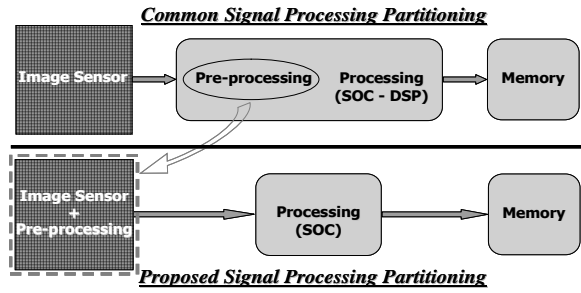 Common Signal Processing Partitioning
Image Sensor
Pre-processing
Processing
(SOC - DSP)
Memory
Image Sensor
+
Pre-processing
Processing
(SOC)
Memory
Proposed Signal Processing Partitioning